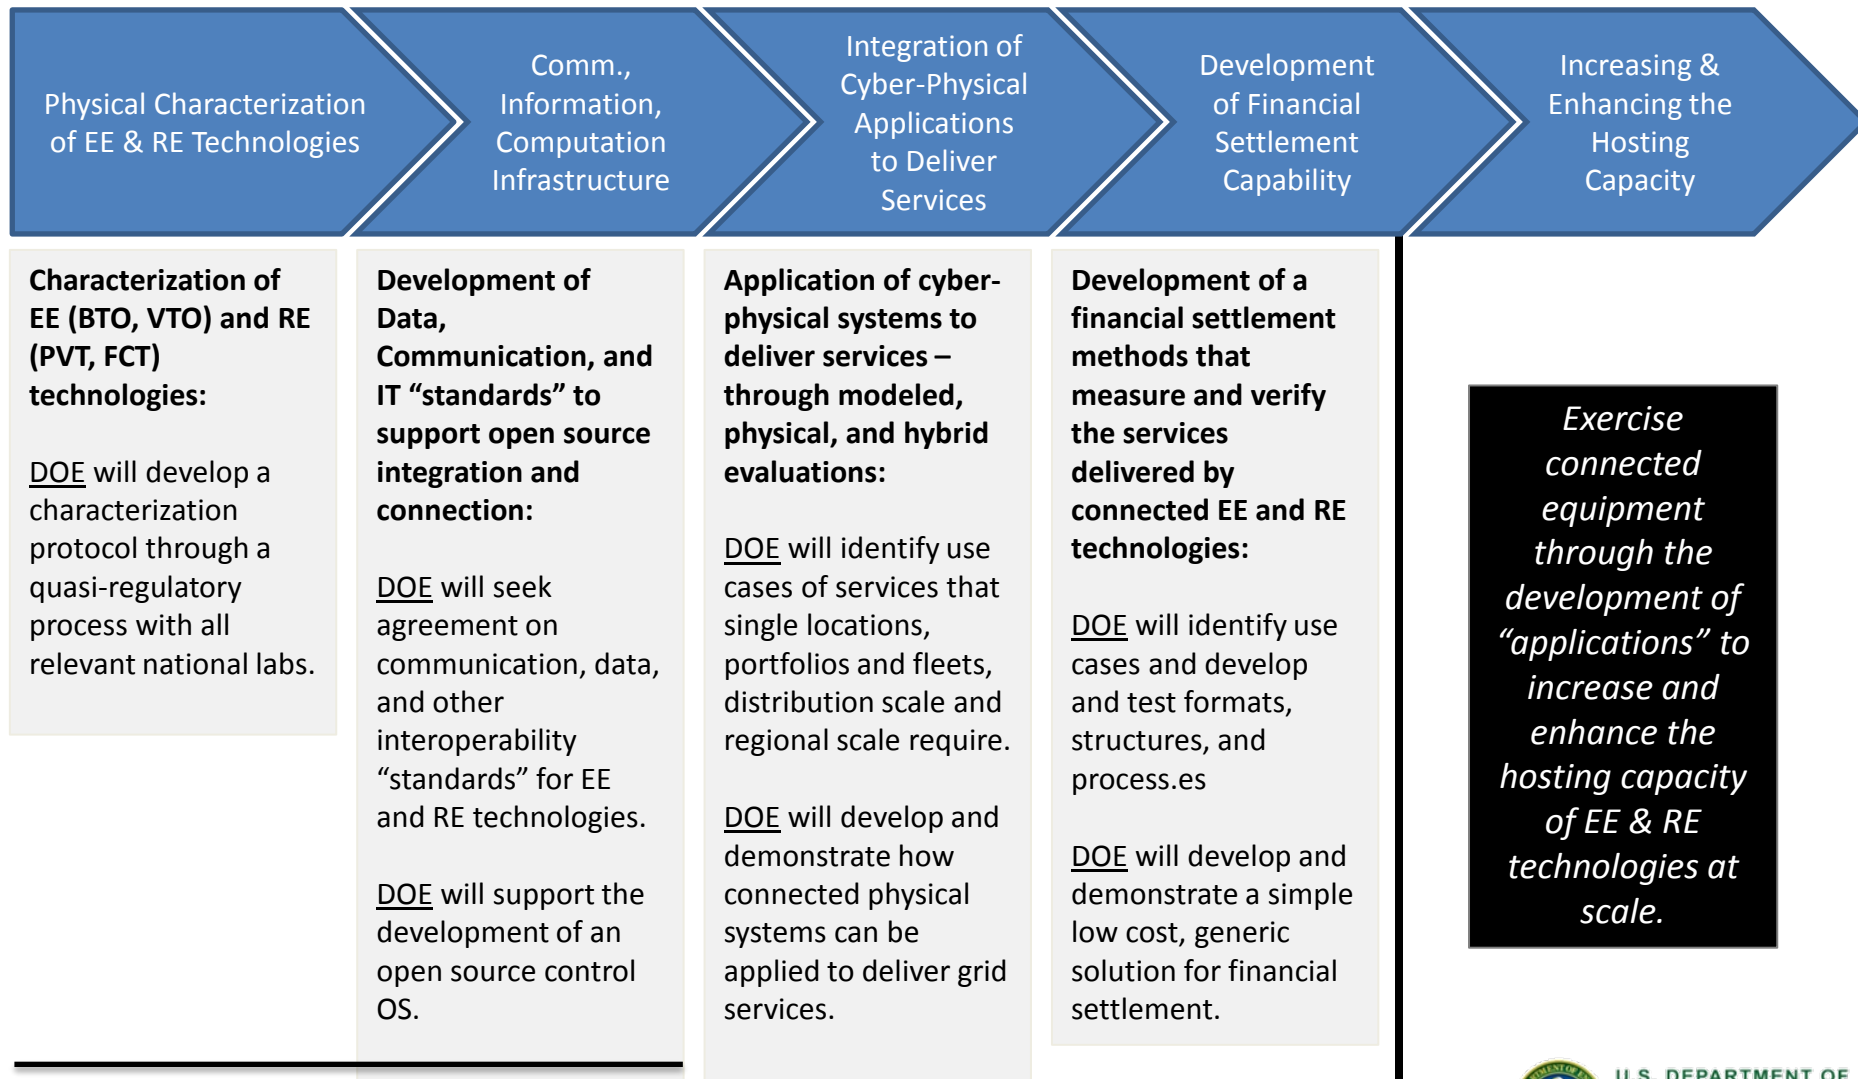 Physical Characterization
of EE & RE Technologies
Comm.,
Information,
Computation
Infrastructure
Integration of
Cyber-Physical
Applications
to Deliver
Services
Development
of Financial
Settlement
Capability
Increasing &
Enhancing the
Hosting
Capacity
Characterization of
EE (BTO, VTO) and RE
(PVT, FCT)
technologies:
DOE will develop a
characterization
protocol through a
quasi-regulatory
process with all
relevant national labs.
Development of
Data,
Communication, and
IT “standards” to
support open source
integration and
connection:
DOE will seek
agreement on
communication, data,
and other
interoperability
“standards” for EE
and RE technologies.
DOE will support the
development of an
open source control
OS.
Application of cyber-
physical systems to
deliver services –
through modeled,
physical, and hybrid
evaluations:
DOE will identify use
cases of services that
single locations,
portfolios and fleets,
distribution scale and
regional scale require.
DOE will develop and
demonstrate how
connected physical
systems can be
applied to deliver grid
services.
Development of a
financial settlement
methods that
measure and verify
the services
delivered by
connected EE and RE
technologies:
DOE will identify use
cases and develop
and test formats,
structures, and
process.es
DOE will develop and
demonstrate a simple
low cost, generic
solution for financial
settlement.
Exercise
connected
equipment
through the
development of
“applications” to
increase and
enhance the
hosting capacity
of EE & RE
technologies at
scale.
U.S. DEPARTMENT OF